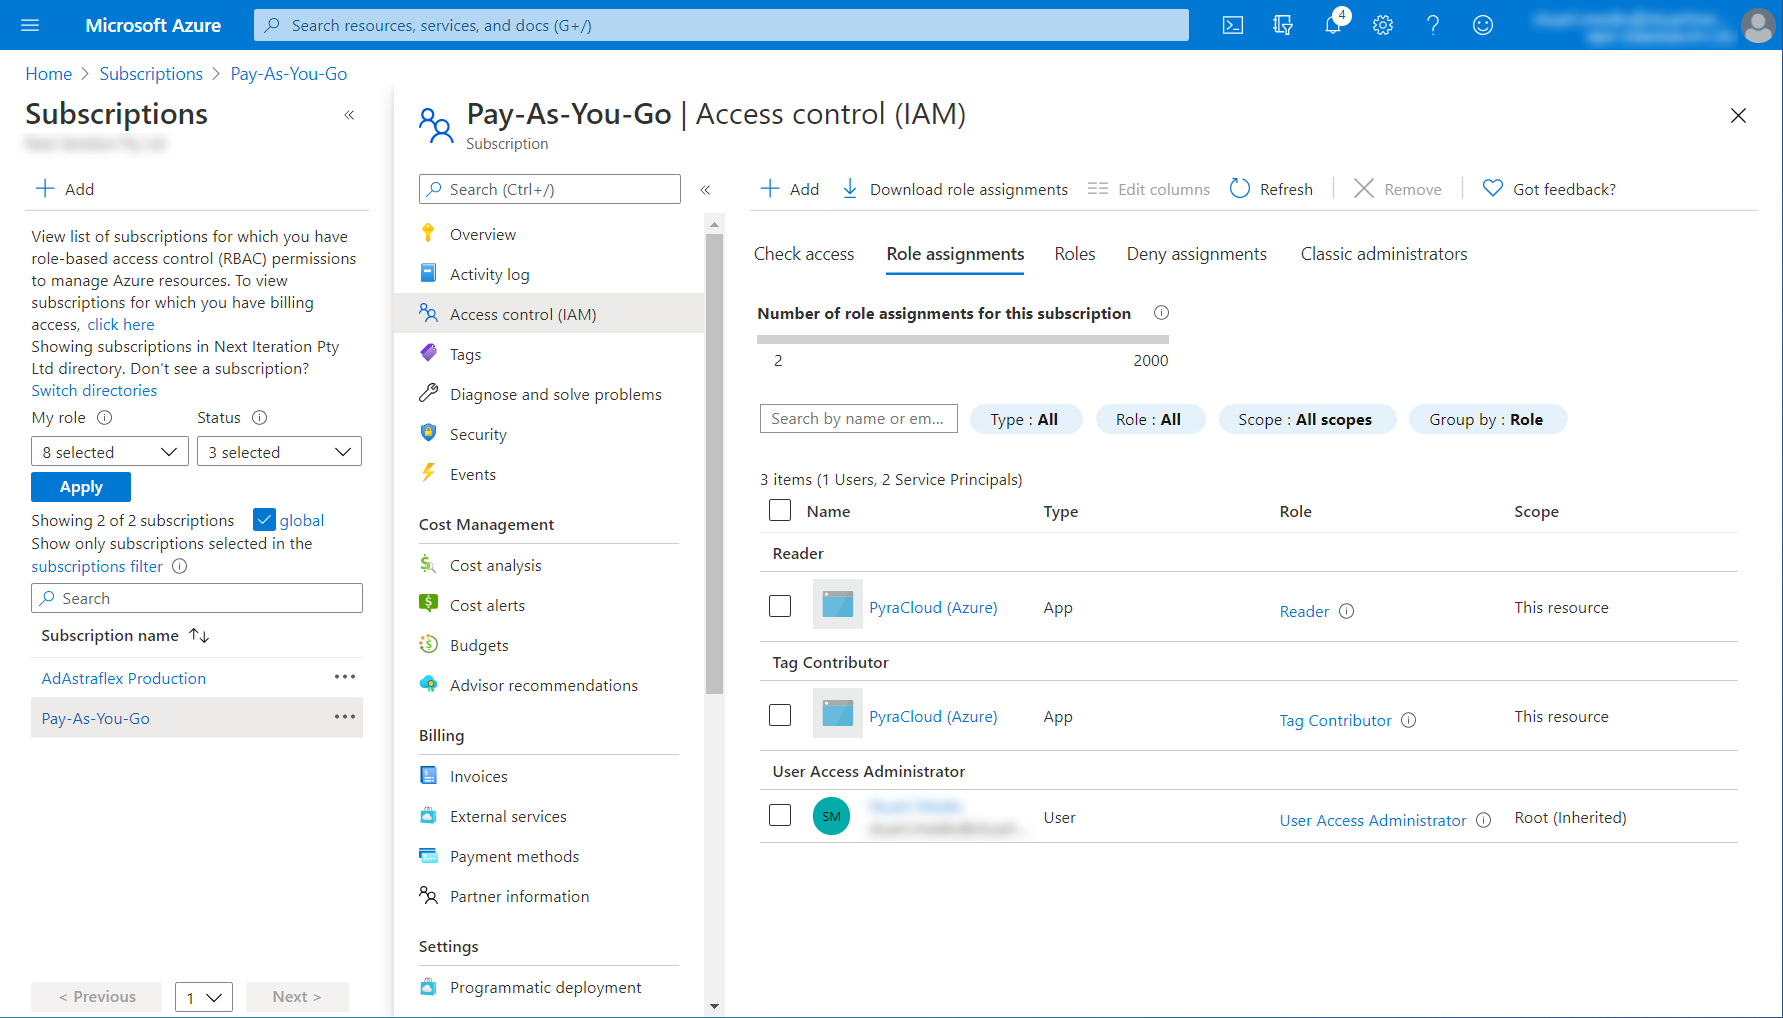 Microsoft Azure
Search resources, services, and docs (G+/)
4
Home > Subscriptions > Pay-As-You-Go
Subscriptions
«
Add
View list of subscriptions for which you have
role-based access control (RBAC) permissions
to manage Azure resources. To view
subscriptions for which you have billing
access, click here
Showing subscriptions in Next Iteration Pty
Ltd directory. Don't see a subscription?
Switch directories
My role
Status
8 selected
3 selected
Apply
Showing 2 of 2 subscriptions global
Show only subscriptions selected in the
subscriptions filter
Search
Subscription name
AdAstraflex Production
Pay-As-You-Go
< Previous
1
Next >
Pay-As-You-Go | Access control (IAM)
Subscription
Search (Ctrl+/)
«
Overview
Activity log
Access control (IAM)
Tags
Diagnose and solve problems
Security
Events
Cost Management
Cost analysis
Cost alerts
Budgets
Advisor recommendations
Billing
Invoices
External services
Payment methods
Partner information
Settings
Programmatic deployment
Add
Download role assignments
Edit columns
Refresh
Remove
Got feedback?
Check access
Role assignments
Roles
Deny assignments
Classic administrators
Number of role assignments for this subscription
2
2000
Search by name or em...
Type : All
Role : All
Scope : All scopes
Group by : Role
3 items (1 Users, 2 Service Principals)
Name Type Role Scope
Reader
PyraCloud (Azure) App Reader This resource
Tag Contributor
PyraCloud (Azure) App Tag Contributor This resource
User Access Administrator
SM User User Access Administrator Root (Inherited)